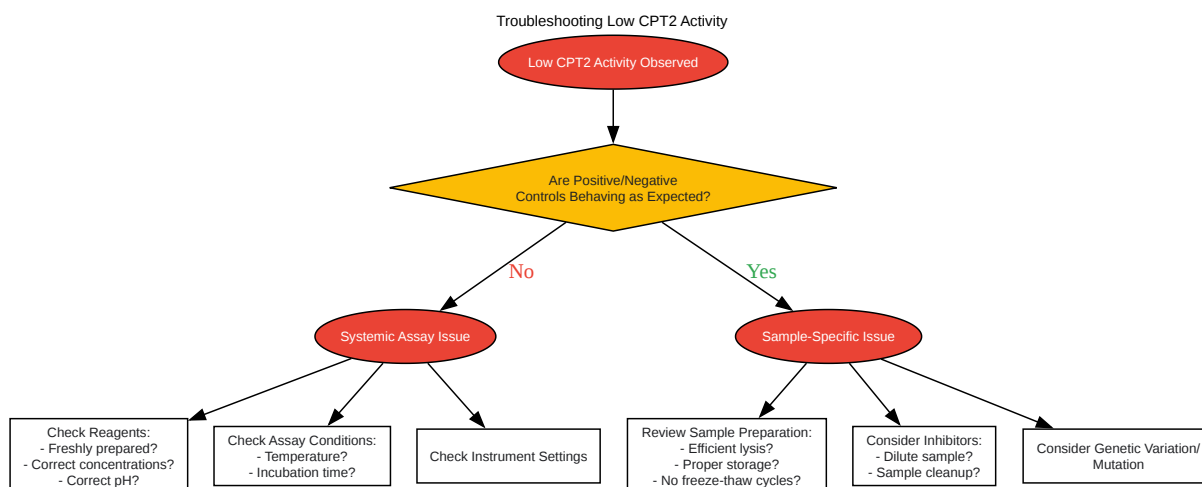 Troubleshooting Low CPT2 Activity
Low CPT2 Activity Observed
Are Positive/Negative
Controls Behaving as Expected?
No
Yes
Systemic Assay Issue
Sample-Specific Issue
Check Reagents:
- Freshly prepared?
- Correct concentrations?
- Correct pH?
Check Assay Conditions:
- Temperature?
- Incubation time?
Check Instrument Settings
Review Sample Preparation:
- Efficient lysis?
- Proper storage?
- No freeze-thaw cycles?
Consider Inhibitors:
- Dilute sample?
- Sample cleanup?
Consider Genetic Variation/
Mutation